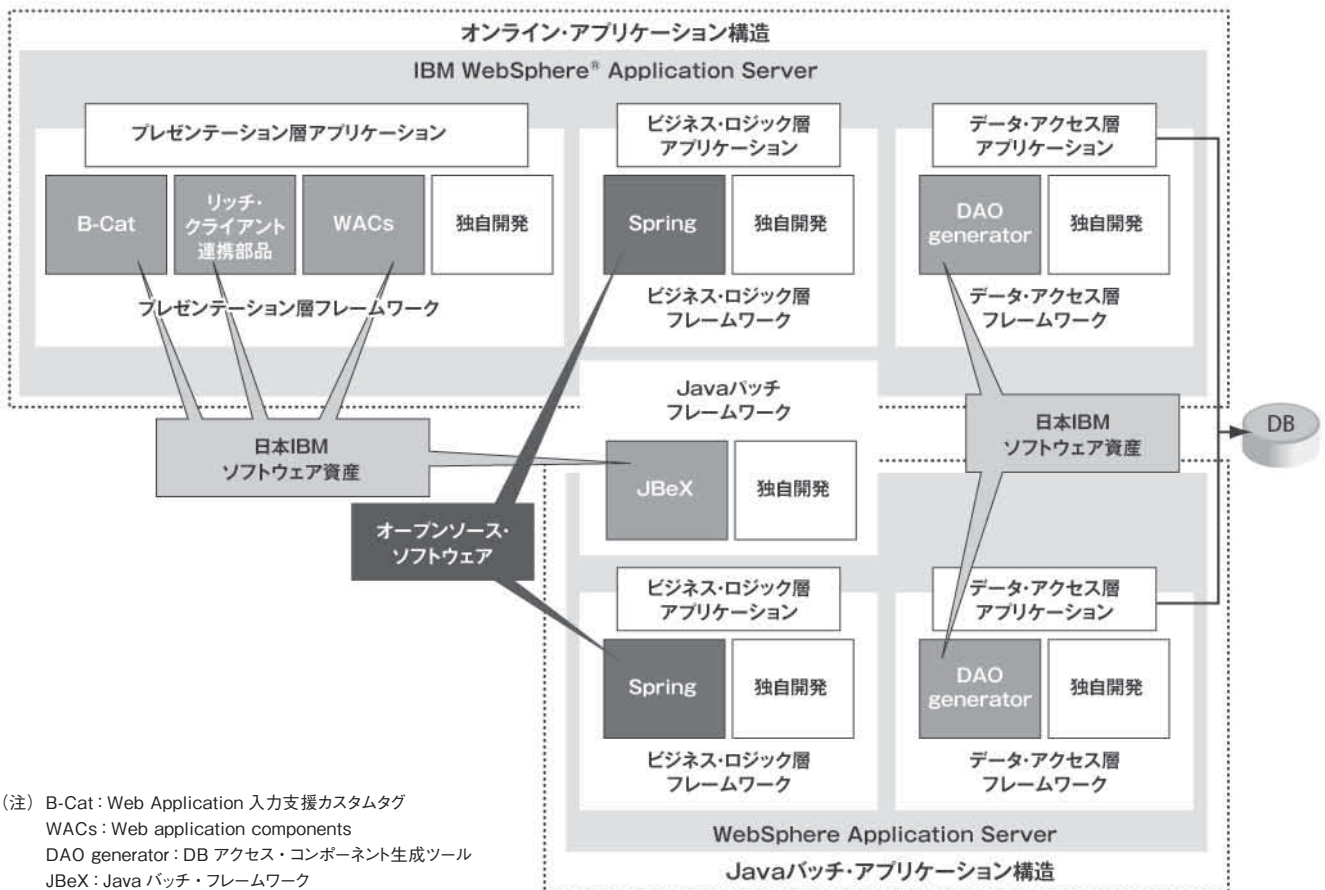 オンライン・アプリケーション構造
IBM WebSphere® Application Server
プレゼンテーション層アプリケーション
B-Cat
リッチ・
クライアント
連携部品
WACs
独自開発
プレゼンテーション層フレームワーク
ビジネス・ロジック層
アプリケーション
Spring
独自開発
ビジネス・ロジック層
フレームワーク
データ・アクセス層
アプリケーション
DAO
generator
独自開発
データ・アクセス層
フレームワーク
日本IBM
ソフトウェア資産
Javaバッチ
フレームワーク
JBeX
独自開発
日本IBM
ソフトウェア資産
DB
オープンソース・
ソフトウェア
ビジネス・ロジック層
アプリケーション
Spring
独自開発
ビジネス・ロジック層
フレームワーク
データ・アクセス層
アプリケーション
DAO
generator
独自開発
データ・アクセス層
フレームワーク
WebSphere Application Server
Javaバッチ・アプリケーション構造
(注) B-Cat : Web Application 入力支援カスタムタグ
WACs : Web application components
DAO generator : DB アクセス・コンポーネント生成ツール
JBeX : Java バッチ・フレームワーク